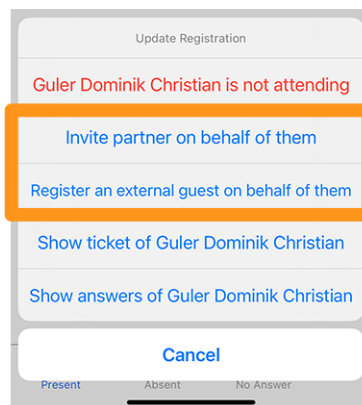 Update Registration
Guler Dominik Christian is not attending
Invite partner on behalf of them
Register an external guest on behalf of them
Show ticket of Guler Dominik Christian
Show answers of Guler Dominik Christian
Cancel
Present Absent No Answer